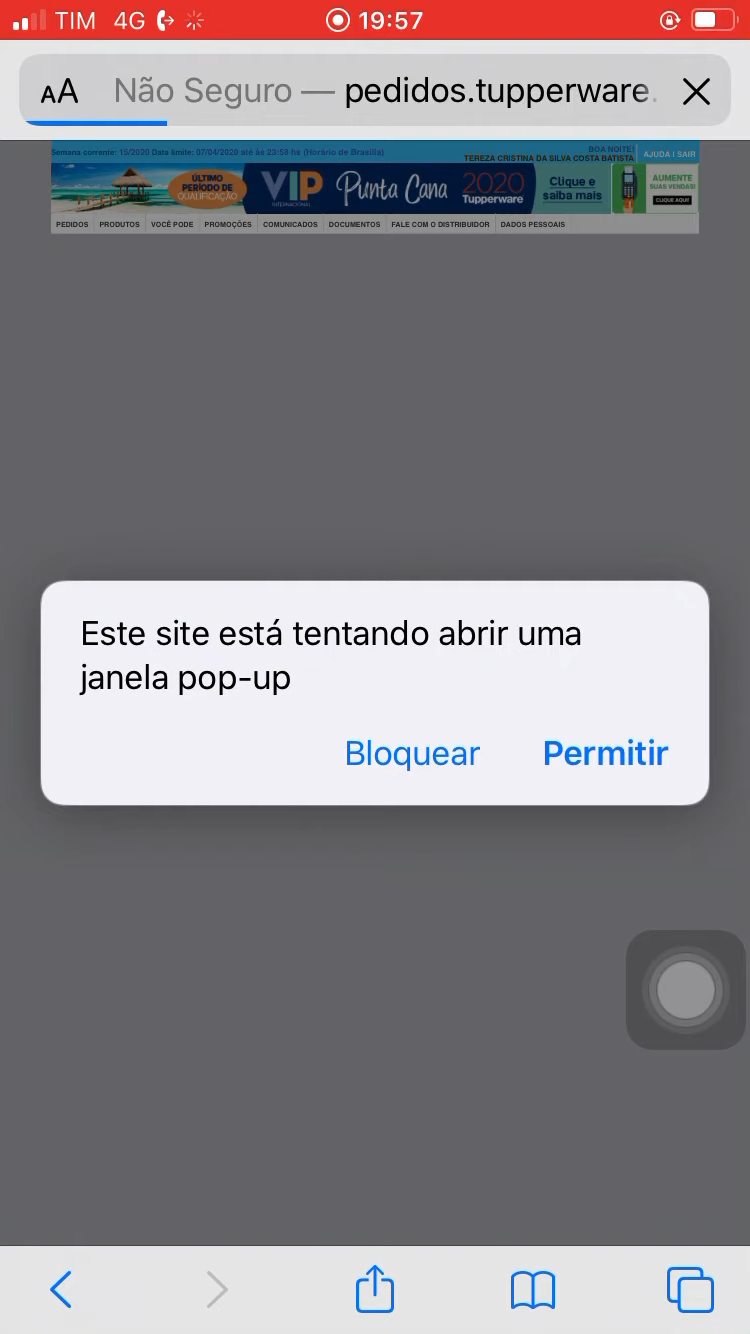 TIM 4G 19:57
AA Não Seguro — pedidos.tupperware.
Semana corrente: 15/2020 Data limite: 07/04/2020 até às 23:58 hs (Horário de Brasília)
BOA NOITE!
TEREZA CRISTINA DA SILVA COSTA BATISTA
AJUDA | SAIR
ÚLTIMO
PERÍODO DE
QUALIFICAÇÃO
VIP
INTERNACIONAL
Punta Cana
2020
Tupperware
Clique e
saiba mais
AUMENTE
SUAS VENDAS!
CLIQUE AQUI!
PEDIDOS PRODUTOS VOCÊ PODE PROMOÇÕES COMUNICADOS DOCUMENTOS FALE COM O DISTRIBUIDOR DADOS PESSOAIS
Este site está tentando abrir uma
janela pop-up
Bloquear Permitir